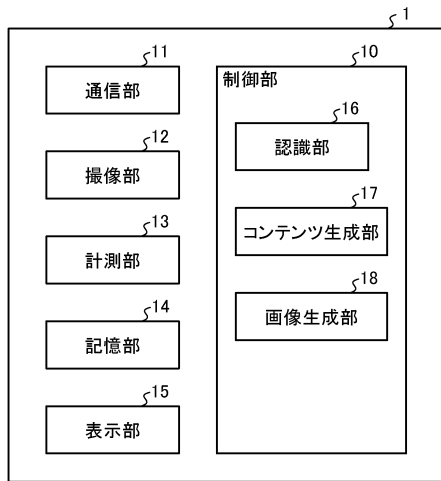 1
11
通信部
12
撮像部
13
計測部
14
記憶部
15
表示部
10
制御部
16
認識部
17
コンテンツ生成部
18
画像生成部